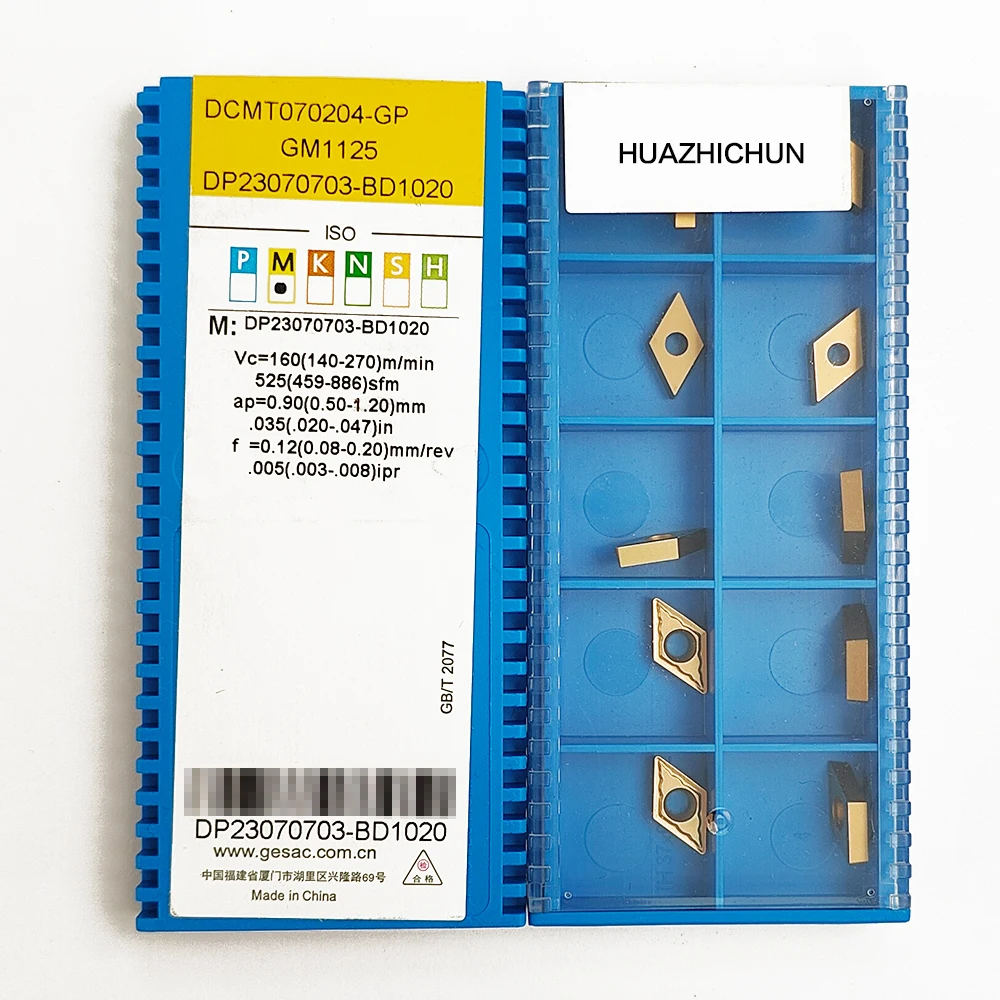 DCMT070204-GP
GM1125
DP23070703-BD1020
ISO
P M K N S H
M: DP23070703-BD1020
Vc=160(140-270)m/min
525(459-886)sfm
ap=0.90(0.50-1.20)mm
.035(.020-.047)in
f =0.12(0.08-0.20)mm/rev
.005(.003-.008)ipr
GB/T 2077
DP23070703-BD1020
www.gesac.com.cn
中国福建省厦门市湖里区兴隆路69号
Made in China
检
合格
HUAZHICHUN